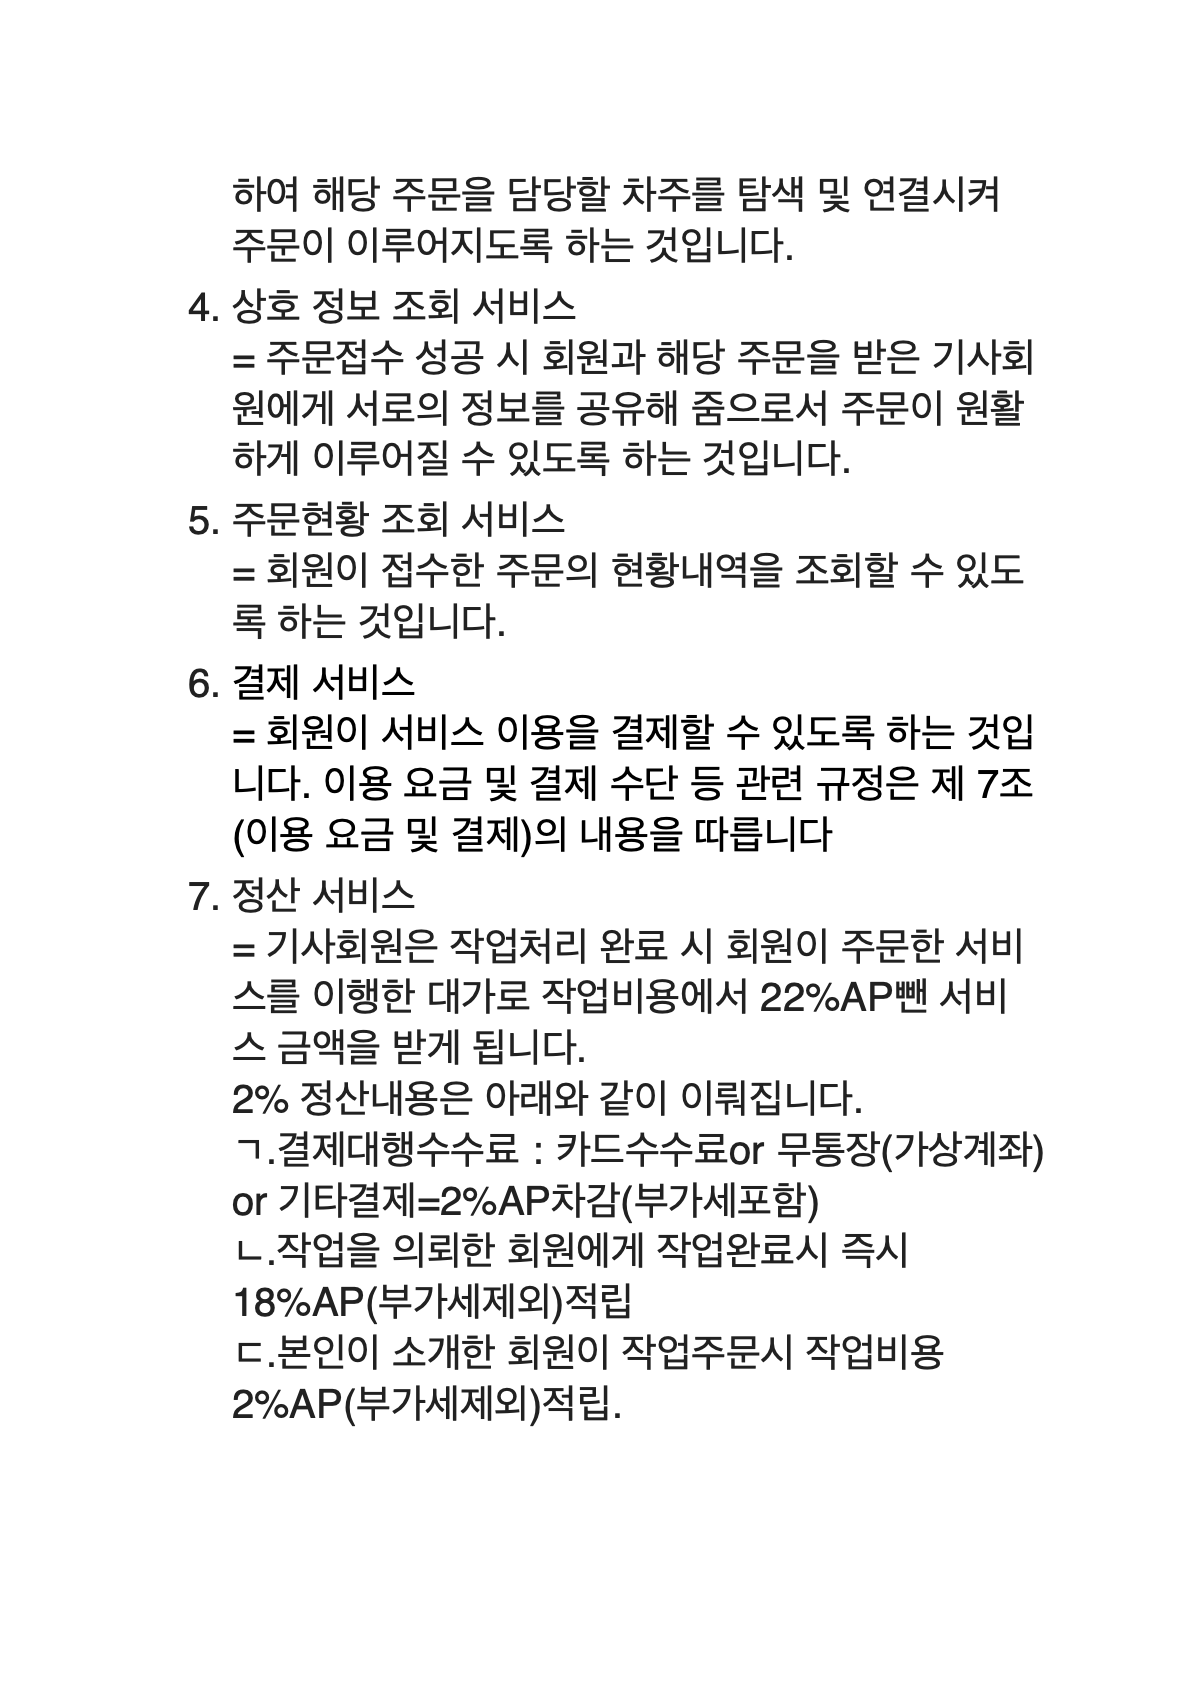 하여 해당 주문을 담당할 차주를 탐색 및 연결시켜
주문이 이루어지도록 하는 것입니다.
4. 상호 정보 조회 서비스
= 주문접수 성공 시 회원과 해당 주문을 받은 기사회
원에게 서로의 정보를 공유해 줌으로서 주문이 원활
하게 이루어질 수 있도록 하는 것입니다.
5. 주문현황 조회 서비스
= 회원이 접수한 주문의 현황내역을 조회할 수 있도
록 하는 것입니다.
6. 결제 서비스
= 회원이 서비스 이용을 결제할 수 있도록 하는 것입
니다. 이용 요금 및 결제 수단 등 관련 규정은 제 7조
(이용 요금 및 결제)의 내용을 따릅니다
7. 정산 서비스
= 기사회원은 작업처리 완료 시 회원이 주문한 서비
스를 이행한 대가로 작업비용에서 22%AP뺀 서비
스 금액을 받게 됩니다.
2% 정산내용은 아래와 같이 이뤄집니다.
ㄱ.결제대행수수료 : 카드수수료or 무통장(가상계좌)
or 기타결제=2%AP차감(부가세포함)
ㄴ.작업을 의뢰한 회원에게 작업완료시 즉시
18%AP(부가세제외)적립
ㄷ.본인이 소개한 회원이 작업주문시 작업비용
2%AP(부가세제외)적립.